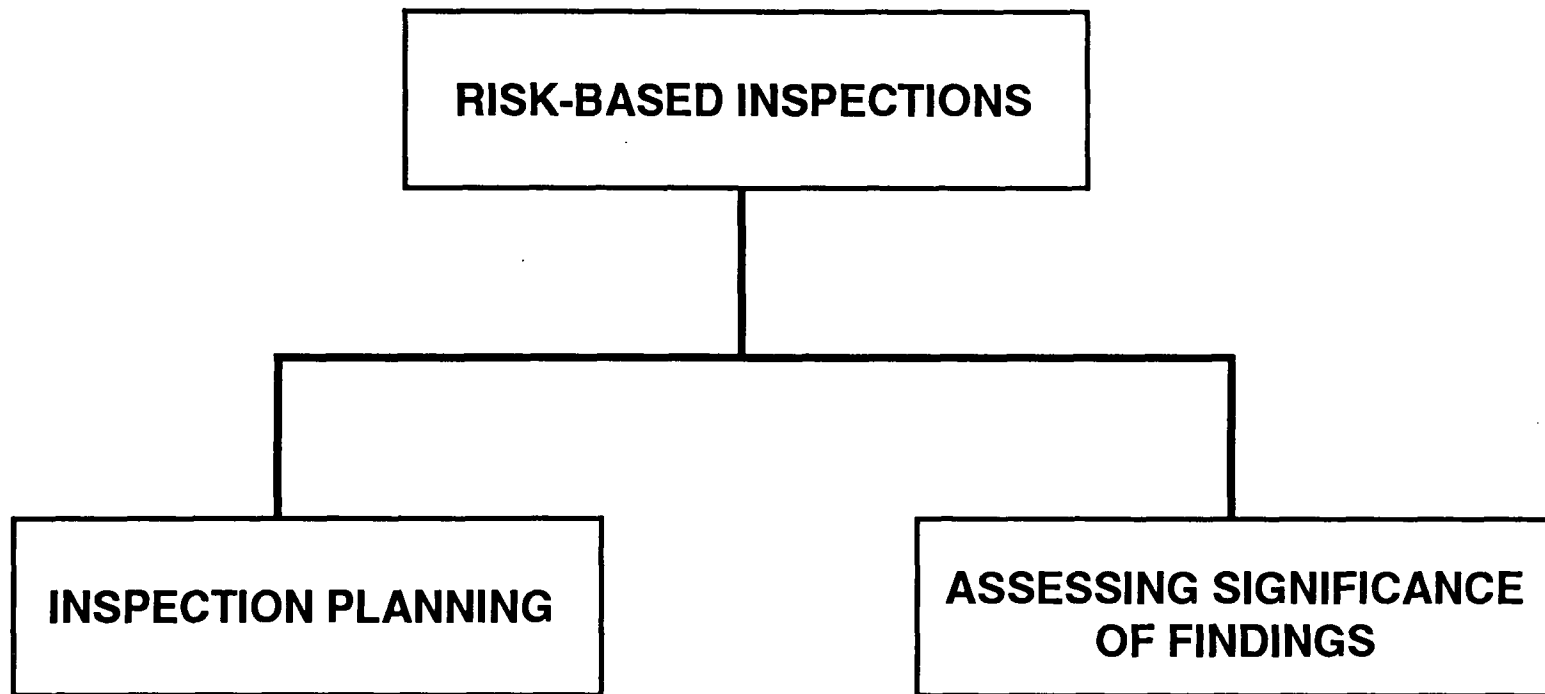 RISK-BASED INSPECTIONS
INSPECTION PLANNING
ASSESSING SIGNIFICANCE
OF FINDINGS